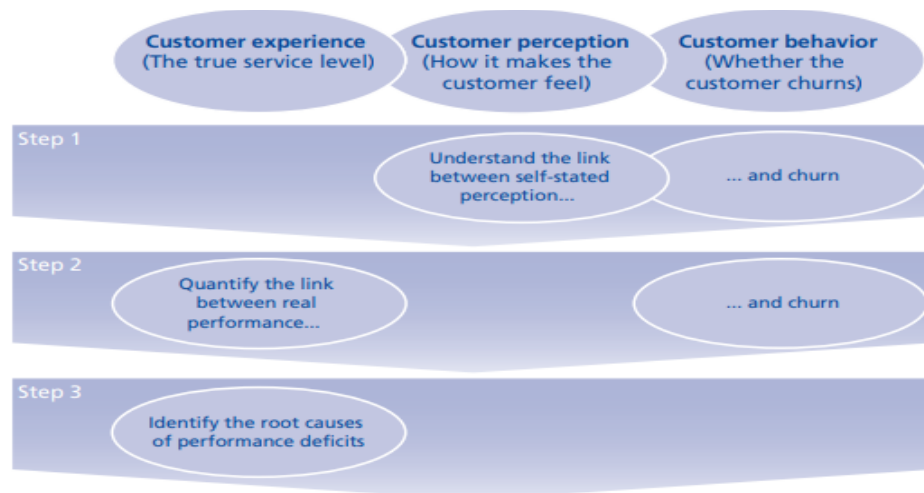 Customer experience
(The true service level)
Customer perception
(How it makes the
customer feel)
Customer behavior
(Whether the
customer churns)
Step 1
Understand the link
between self-stated
perception...
... and churn
Step 2
Quantify the link
between real
performance...
... and churn
Step 3
Identify the root causes
of performance deficits